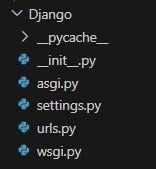 Django
__pycache__
__init__.py
asgi.py
settings.py
urls.py
wsgi.py